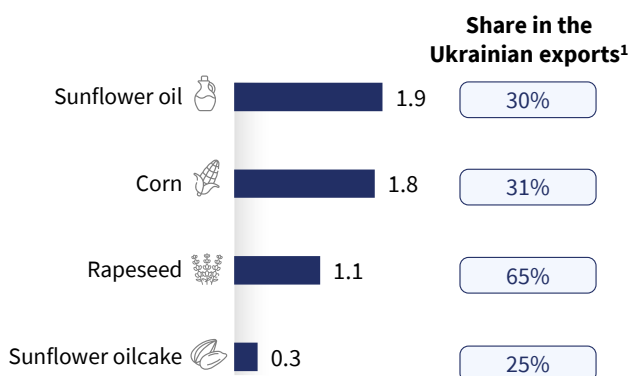 Share in the
Ukrainian exports¹
Sunflower oil 1.9 30%
Corn 1.8 31%
Rapeseed 1.1 65%
Sunflower oilcake 0.3 25%